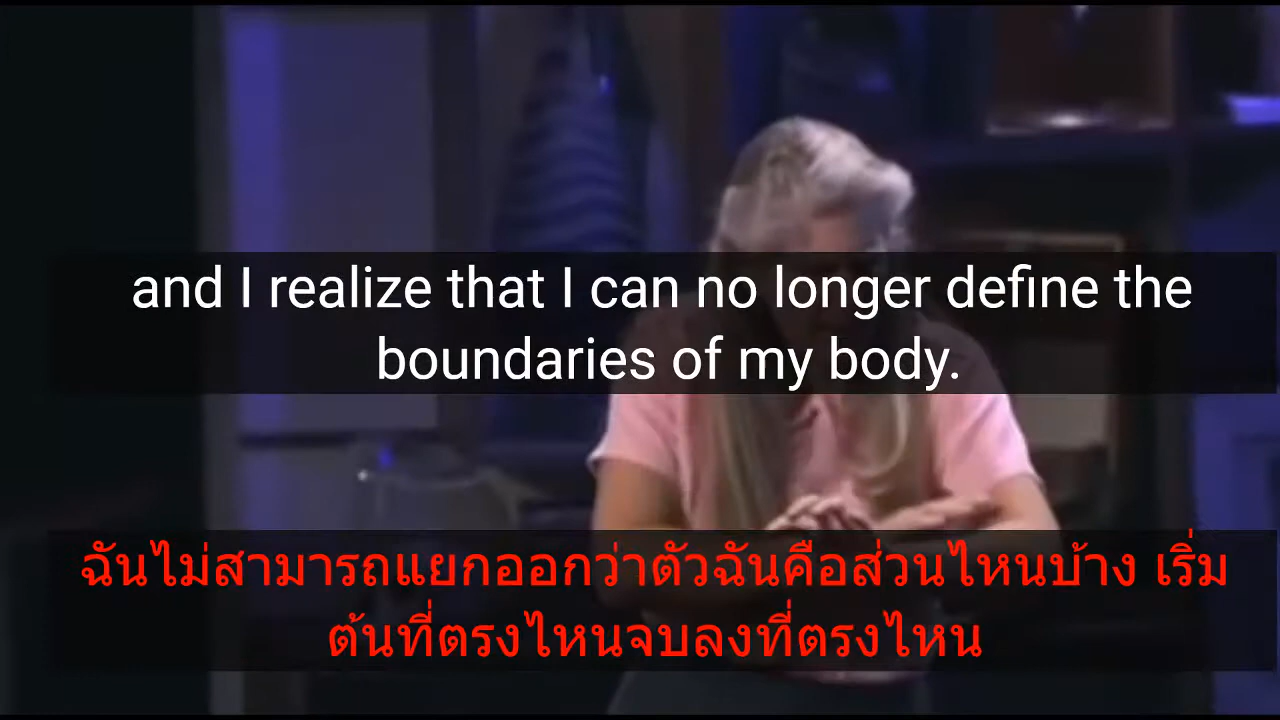 and I realize that I can no longer define the
boundaries of my body.
ฉันไม่สามารถแยกออกว่าตัวฉันคือส่วนไหนบ้าง เริ่ม
ต้นที่ตรงไหนจบลงที่ตรงไหน